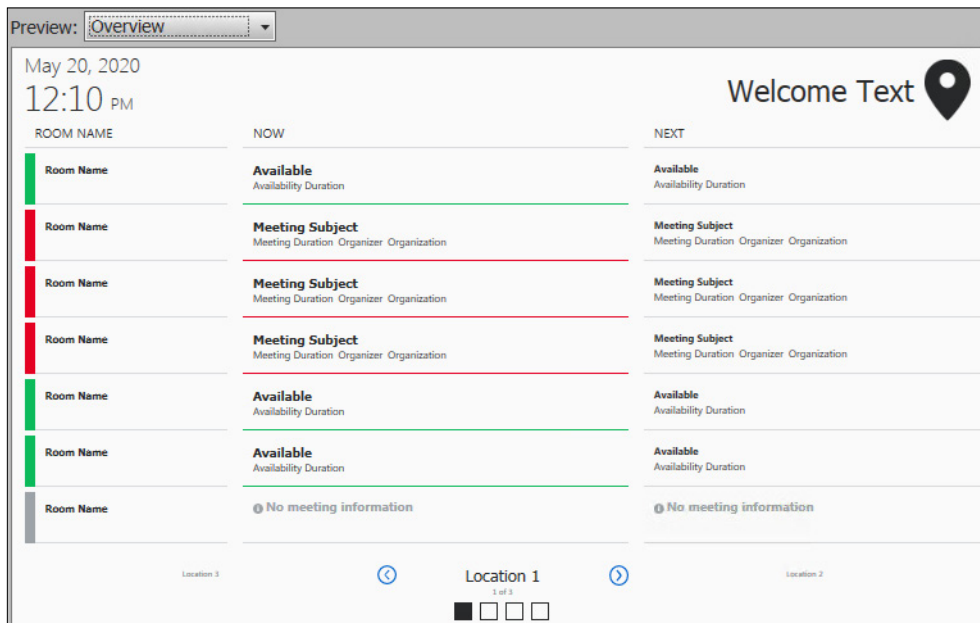 Preview: Overview
May 20, 2020
12:10 PM
Welcome Text
ROOM NAME NOW NEXT
Room Name Available Available
Availability Duration Availability Duration
Room Name Meeting Subject Meeting Subject
Meeting Duration Organizer Organization Meeting Duration Organizer Organization
Room Name Meeting Subject Meeting Subject
Meeting Duration Organizer Organization Meeting Duration Organizer Organization
Room Name Meeting Subject Meeting Subject
Meeting Duration Organizer Organization Meeting Duration Organizer Organization
Room Name Available Available
Availability Duration Availability Duration
Room Name Available Available
Availability Duration Availability Duration
Room Name No meeting information No meeting information
Location 3 Location 1 Location 2
1 of 3